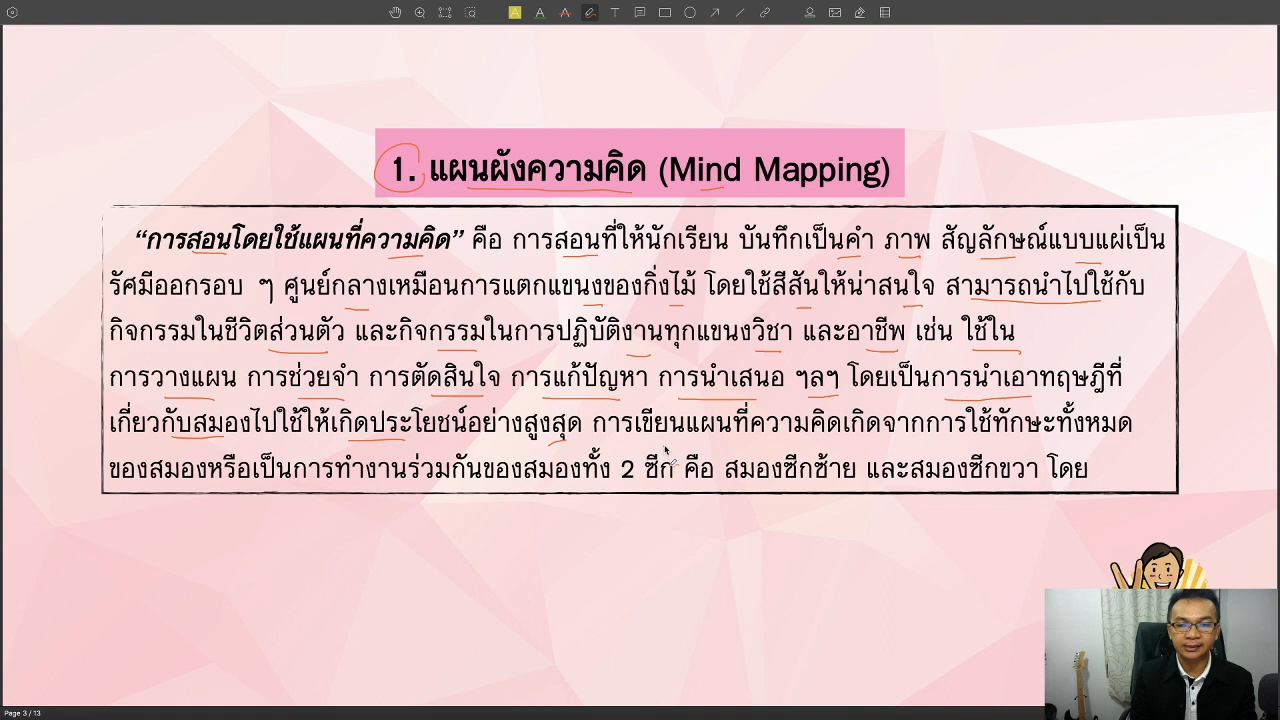 1. แผนผังความคิด (Mind Mapping)
“การสอนโดยใช้แผนที่ความคิด” คือ การสอนที่ให้นักเรียน บันทึกเป็นคำ ภาพ สัญลักษณ์แบบแผ่เป็น
รัศมีออกรอบ ๆ ศูนย์กลางเหมือนการแตกแขนงของกิ่งไม้ โดยใช้สีสันให้น่าสนใจ สามารถนำไปใช้กับ
กิจกรรมในชีวิตส่วนตัว และกิจกรรมในการปฏิบัติงานทุกแขนงวิชา และอาชีพ เช่น ใช้ใน
การวางแผน การช่วยจำ การตัดสินใจ การแก้ปัญหา การนำเสนอ ฯลฯ โดยเป็นการนำเอาทฤษฎีที่
เกี่ยวกับสมองไปใช้ให้เกิดประโยชน์อย่างสูงสุด การเขียนแผนที่ความคิดเกิดจากการใช้ทักษะทั้งหมด
ของสมองหรือเป็นการทำงานร่วมกันของสมองทั้ง 2 ซีก คือ สมองซีกซ้าย และสมองซีกขวา โดย
Page 3 / 13